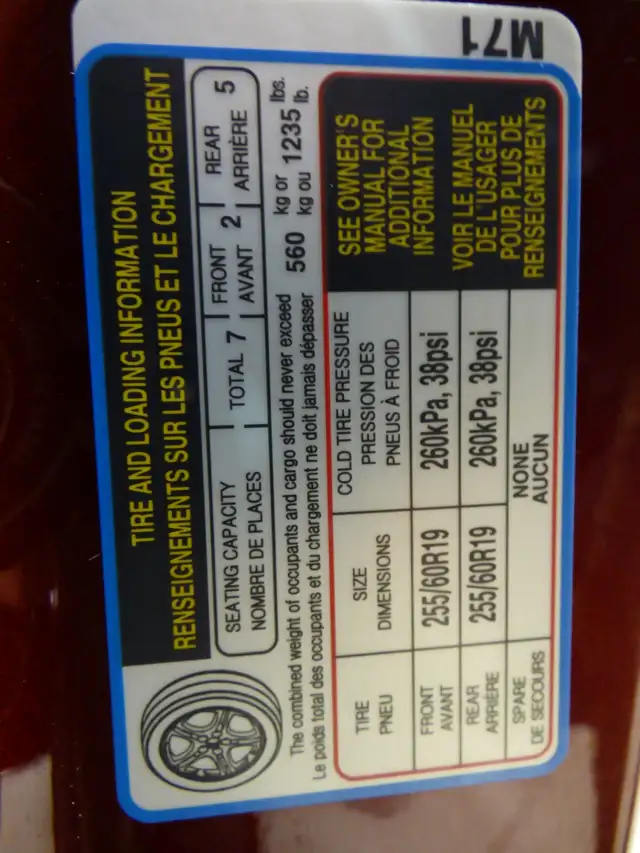 M71
TIRE AND LOADING INFORMATION
RENSEIGNEMENTS SUR LES PNEUS ET LE CHARGEMENT
SEATING CAPACITY
NOMBRE DE PLACES
TOTAL 7
FRONT
AVANT 2
REAR
ARRIÈRE 5
The combined weight of occupants and cargo should never exceed 560 kg or 1235 lbs.
Le poids total des occupants et du chargement ne doit jamais dépasser kg ou lb.
TIRE
PNEU
SIZE
DIMENSIONS
COLD TIRE PRESSURE
PRESSION DES
PNEUS À FROID
FRONT
AVANT
255/60R19
260kPa, 38psi
REAR
ARRIÈRE
255/60R19
260kPa, 38psi
SPARE
DE SECOURS
NONE
AUCUN
SEE OWNER'S
MANUAL FOR
ADDITIONAL
INFORMATION
VOIR LE MANUEL
DE L'USAGER
POUR PLUS DE
RENSEIGNEMENTS